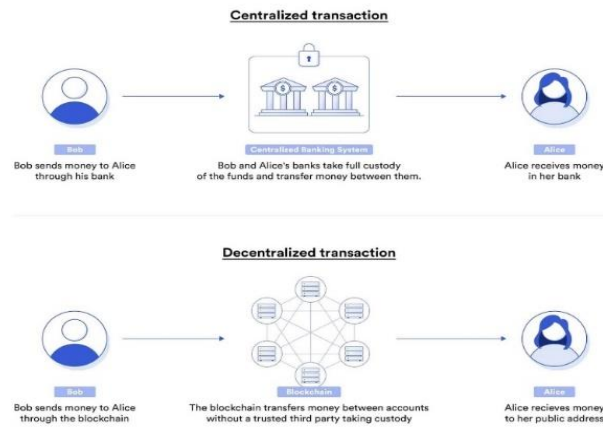 Centralized transaction
$ $
Bob
Centralized Banking System
Alice
Bob sends money to Alice
through his bank
Bob and Alice's banks take full custody
of the funds and transfer money between them.
Alice receives money
in her bank
Decentralized transaction
Bob
Blockchain
Alice
Bob sends money to Alice
through the blockchain
The blockchain transfers money between accounts
without a trusted third party taking custody
Alice recieves money
to her public address